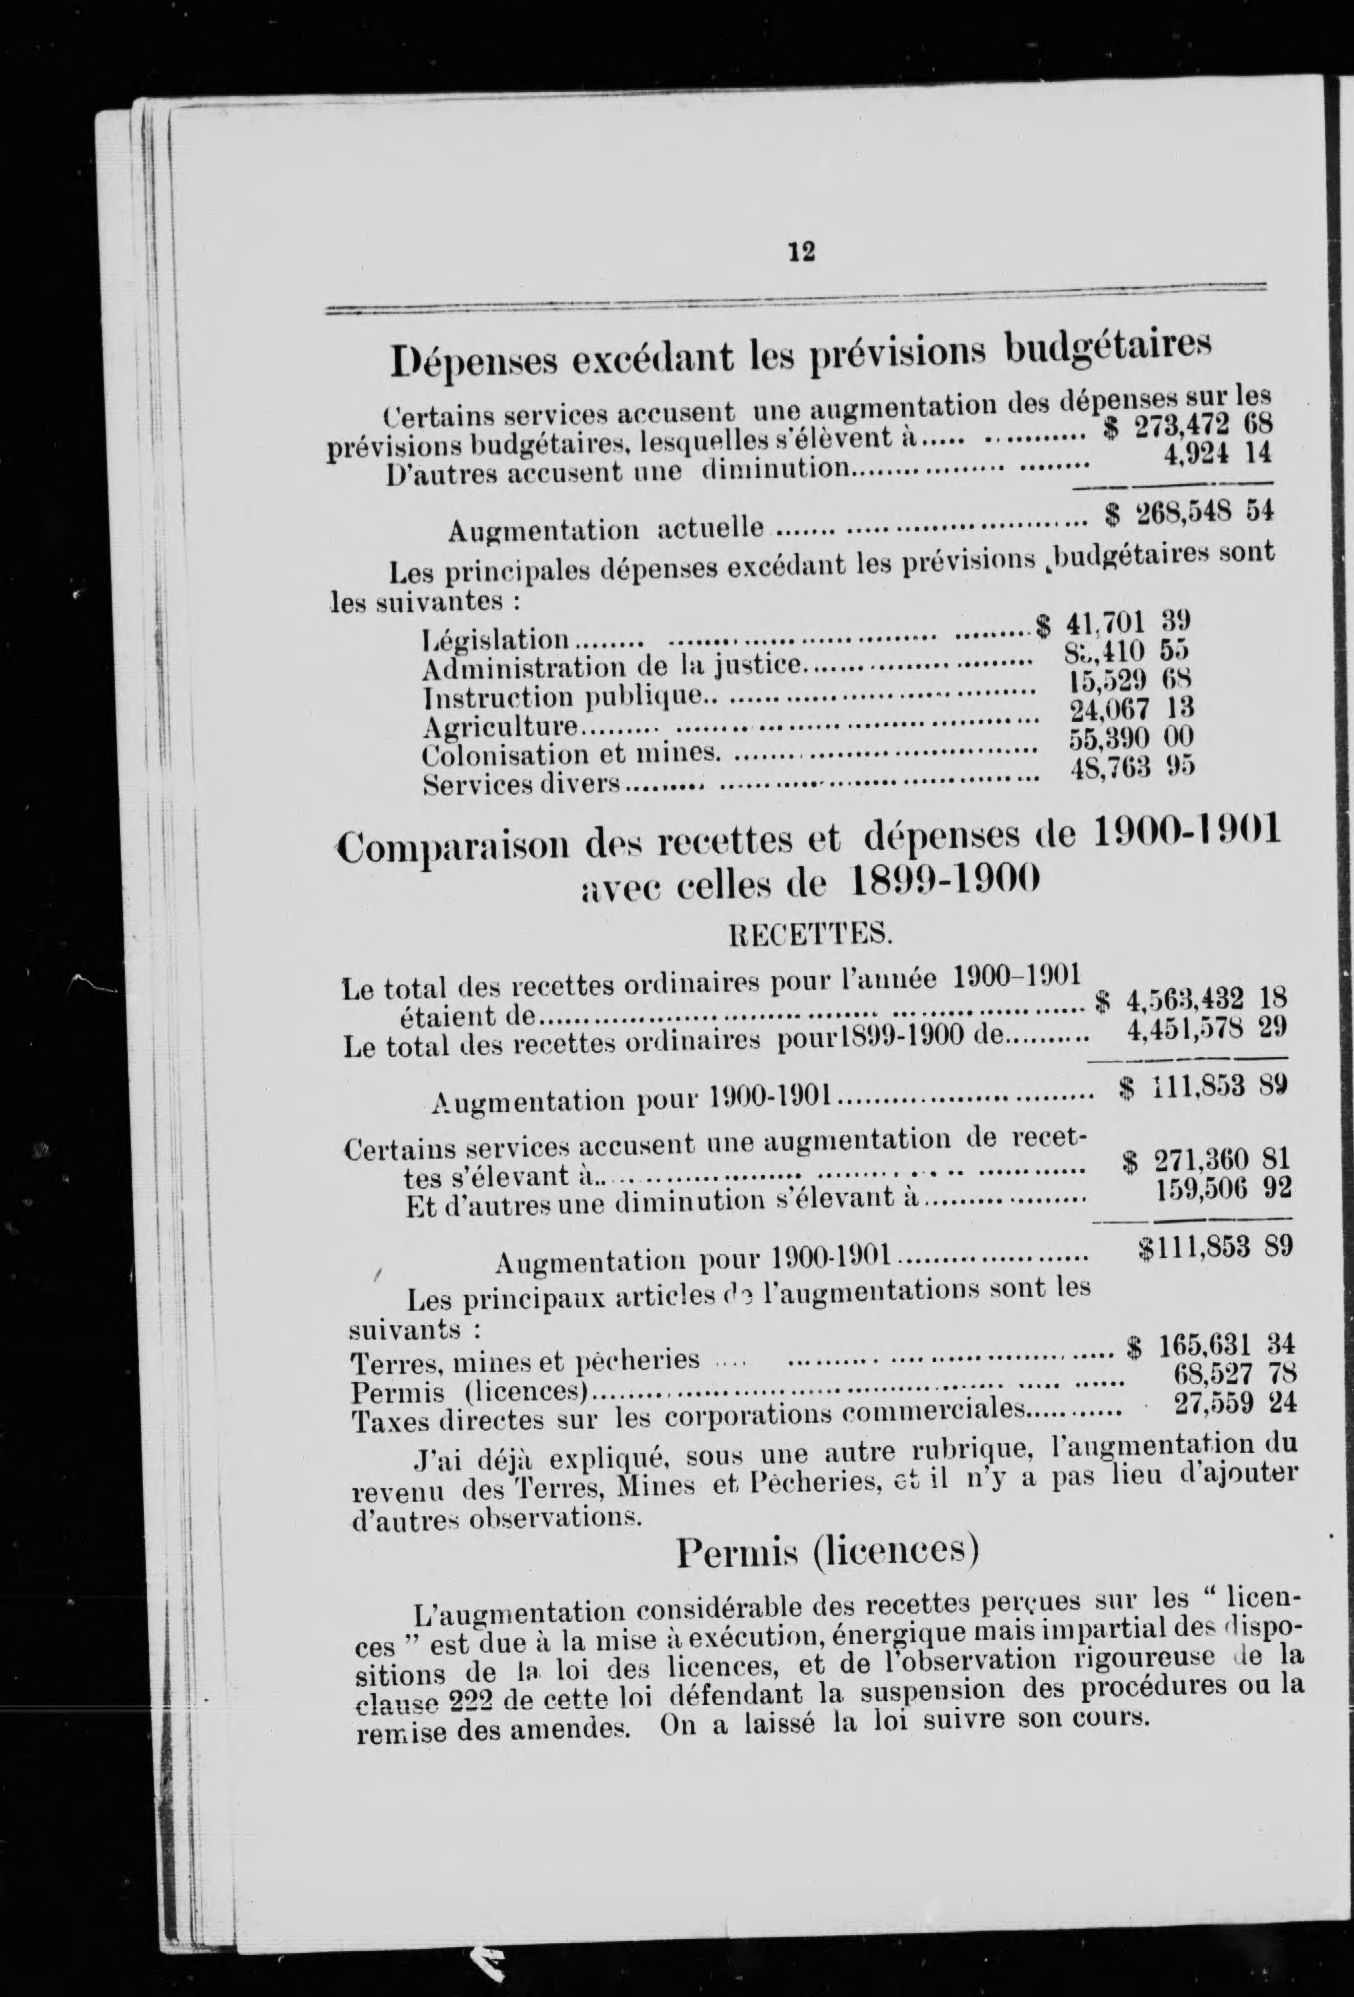 12
Dépenses excédant les prévisions budgétaires
Certains services accusent une augmentation des dépenses sur les
prévisions budgétaires, lesquelles s'élèvent à..... ............ $ 273,472 68
D'autres accusent une diminution.................. ........ 4,924 14
Augmentation actuelle ....... ............................ $ 268,548 54
Les principales dépenses excédant les prévisions budgétaires sont
les suivantes :
Législation........ ............................... .........$ 41,701 39
Administration de la justice.......................... 55
Instruction publique.. ................................ 15,529 68
Agriculture......... ..................................... 24,067 13
Colonisation et mines. ................................ 55,390 00
Services divers......... ................................. 48,763 95
Comparaison des recettes et dépenses de 1900-1901
avec celles de 1899-1900
RECETTES.
Le total des recettes ordinaires pour l'année 1900-1901
étaient de....................................... ......................$ 4,563,432 18
Le total des recettes ordinaires pour1899-1900 de.......... 4,451,578 29
Augmentation pour 1900-1901.............................. $ 111,853 89
Certains services accusent une augmentation de recet-
tes s'élevant à.. ...................... ............. ............ $ 271,360 81
Et d'autres une diminution s'élevant à.................. 159,506 92
Augmentation pour 1900-1901...................... $111,853 89
Les principaux articles de l'augmentations sont les
suivants :
Terres, mines et pêcheries .... .......... ......................... $ 165,631 34
Permis (licences)............................................ ..... ...... 68,527 78
Taxes directes sur les corporations commerciales........... 27,559 24
J'ai déjà expliqué, sous une autre rubrique, l'augmentation du
revenu des Terres, Mines et Pêcheries, et il n'y a pas lieu d'ajouter
d'autres observations.
Permis (licences)
L'augmentation considérable des recettes perçues sur les " licen-
ces " est due à la mise à exécution, énergique mais impartial des dispo-
sitions de la loi des licences, et de l'observation rigoureuse de la
clause 222 de cette loi défendant la suspension des procédures ou la
remise des amendes. On a laissé la loi suivre son cours.